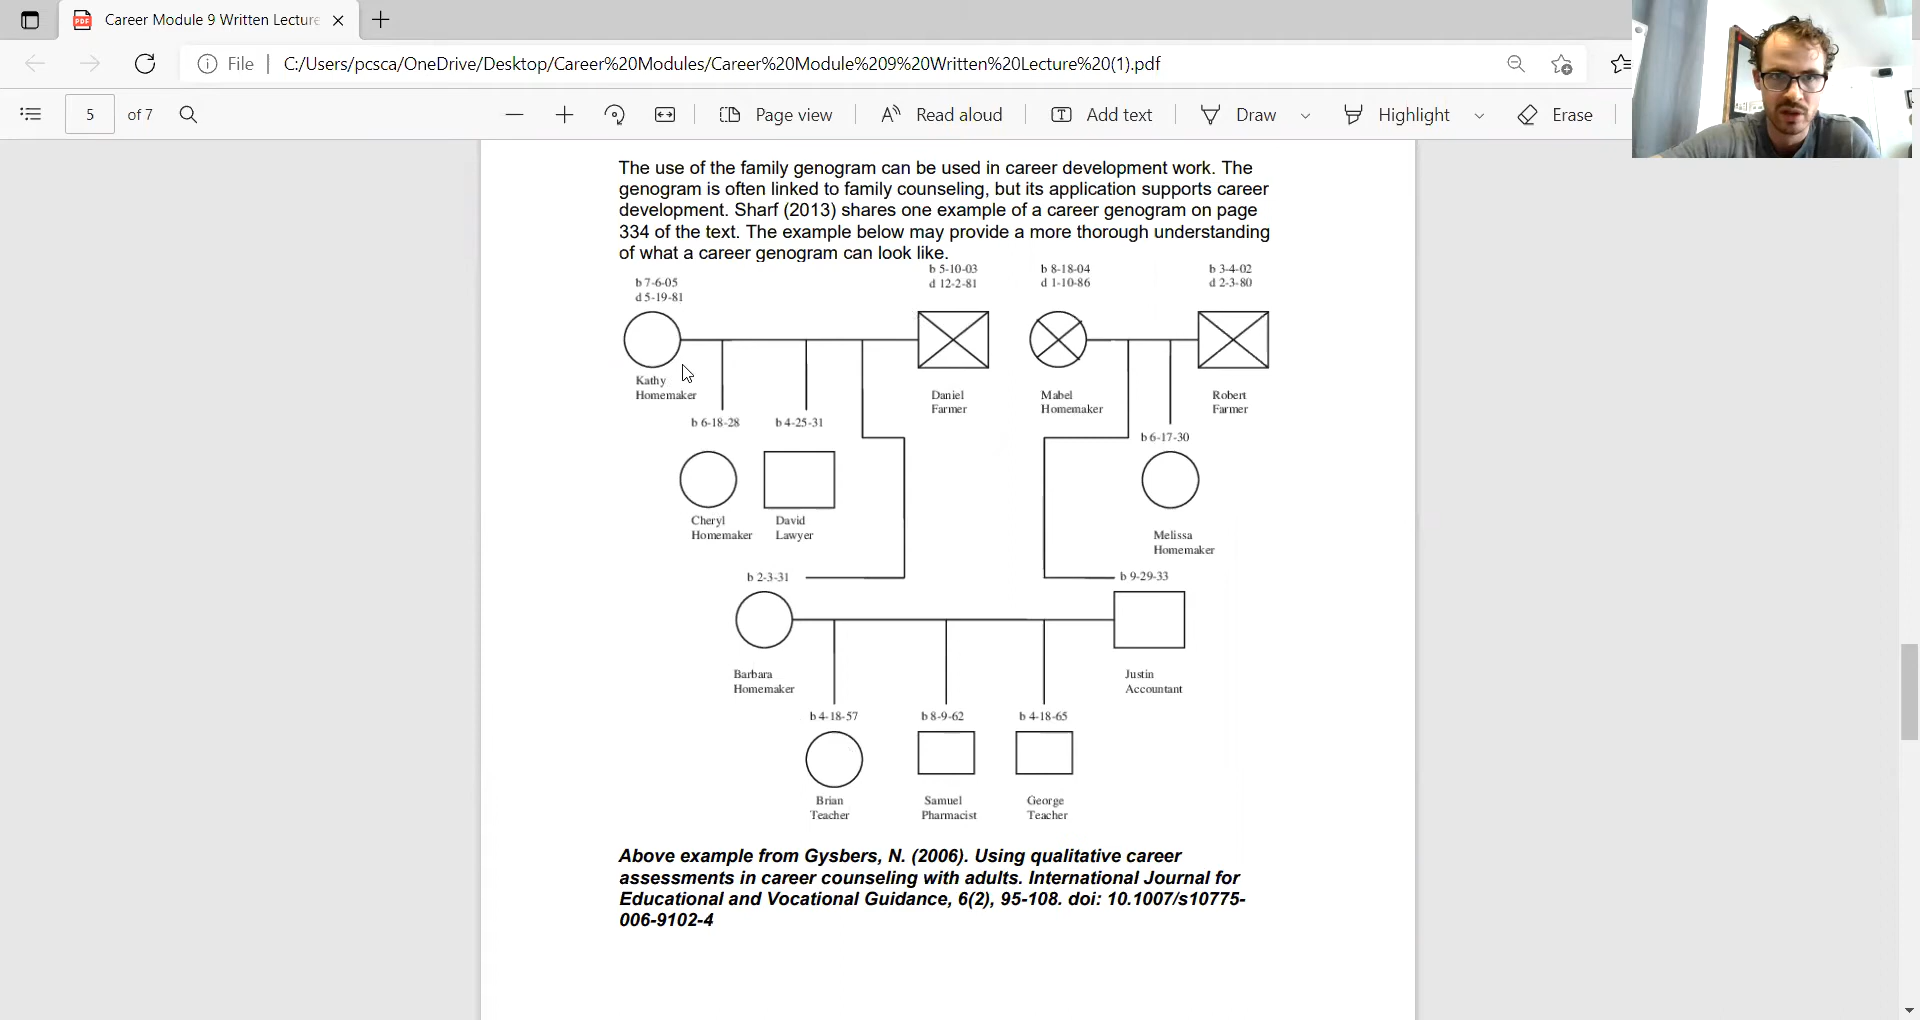 Career Module 9 Written Lecture
File
C:/Users/pcsca/OneDrive/Desktop/Career%20Modules/Career%20Module%209%20Written%20Lecture%20(1).pdf
5 of 7
Page view
Read aloud
Add text
Draw
Highlight
Erase
The use of the family genogram can be used in career development work. The
genogram is often linked to family counseling, but its application supports career
development. Sharf (2013) shares one example of a career genogram on page
334 of the text. The example below may provide a more thorough understanding
of what a career genogram can look like.
b 7-6-05
d 5-19-81
b 5-10-03
d 12-2-81
b 8-18-04
d 1-10-86
b 3-4-02
d 2-3-80
Kathy
Homemaker
Daniel
Farmer
Mabel
Homemaker
Robert
Farmer
b 6-18-28
b 4-25-31
b 6-17-30
Cheryl
Homemaker
David
Lawyer
Melissa
Homemaker
b 2-3-31
b 9-29-33
Barbara
Homemaker
Justin
Accountant
b 4-18-57
b 8-9-62
b 4-18-65
Brian
Teacher
Samuel
Pharmacist
George
Teacher
Above example from Gysbers, N. (2006). Using qualitative career
assessments in career counseling with adults. International Journal for
Educational and Vocational Guidance, 6(2), 95-108. doi: 10.1007/s10775-
006-9102-4